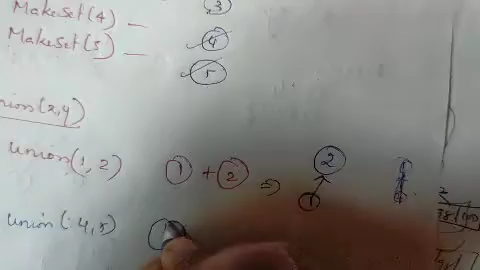 MakeSet(4) — 3
MakeSet(5) — 4
5
nion(x,y)
Union(1, 2) 1 + 2 ⇒ 2
1
Union(4,5)